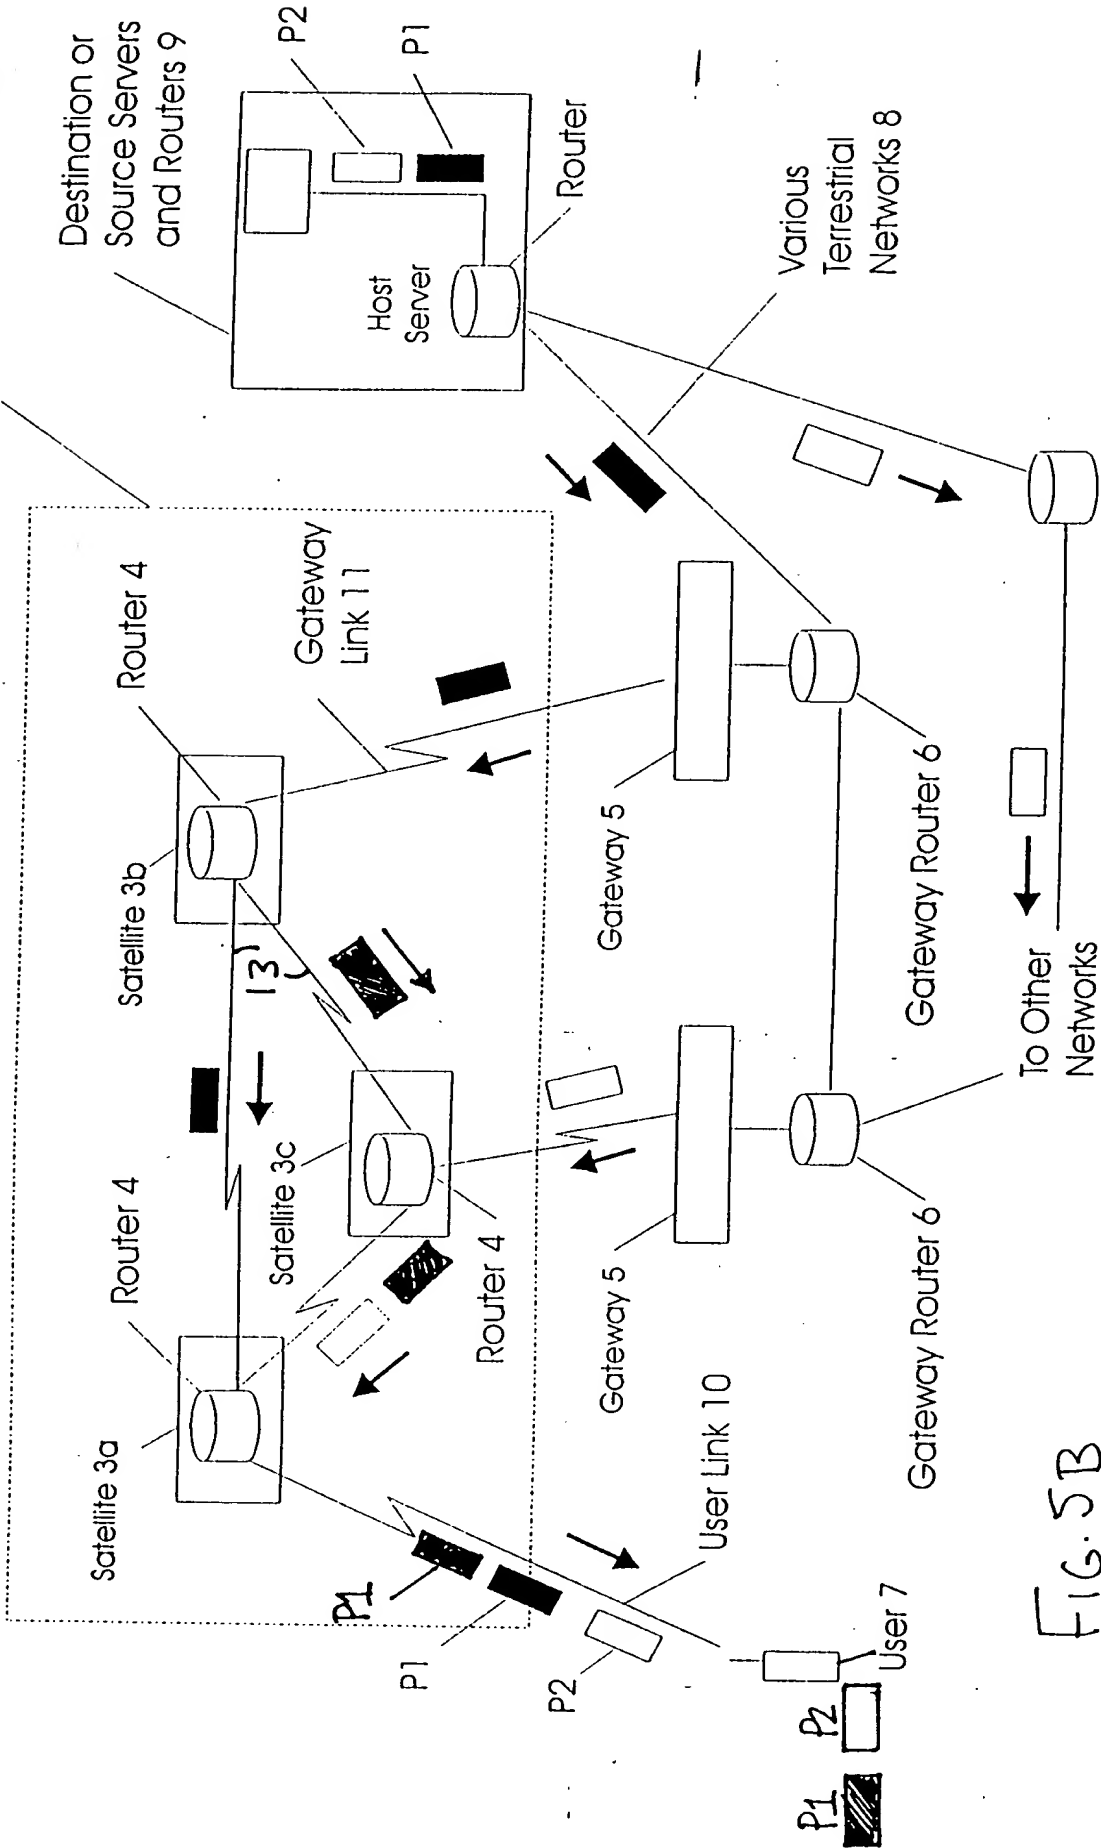 Destination or
Source Servers
and Routers 9
P2
P1
Host
Server
Router
Various
Terrestrial
Networks 8
Router 4
Gateway
Link 11
Satellite 3b
13
Gateway 5
Gateway Router 6
To Other
Networks
Router 4
Satellite 3c
Router 4
Satellite 3a
Gateway 5
Gateway Router 6
User Link 10
P1
P1
P2
User 7
P2
P1
FIG. 5B